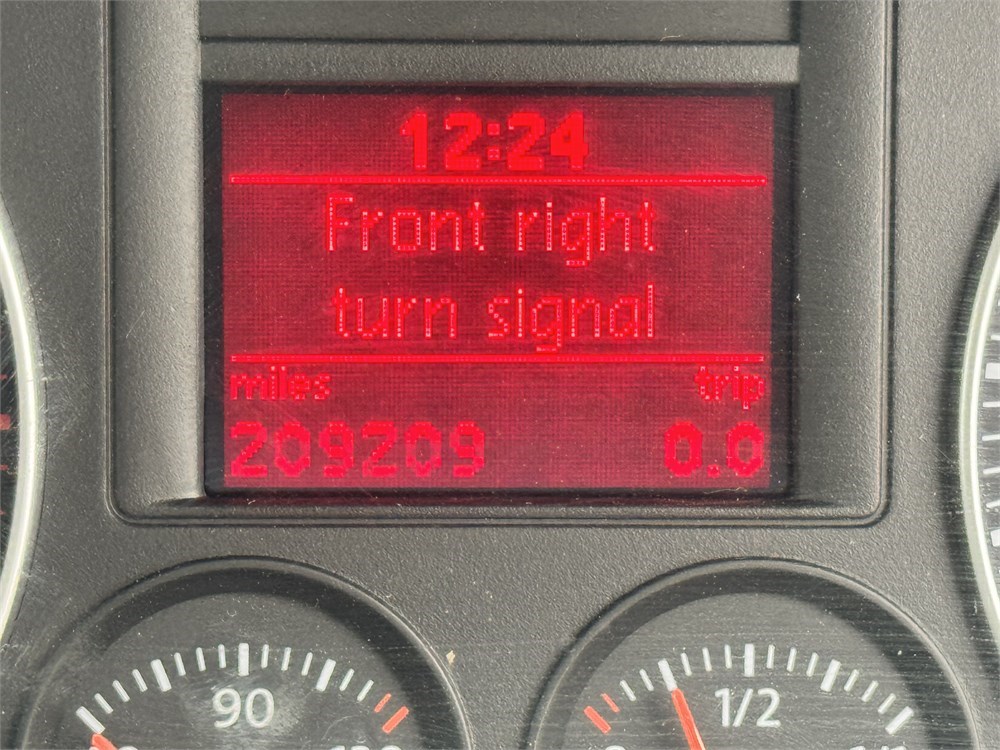 12:24
Front right
turn signal
miles trip
209209 0.0
90 1/2